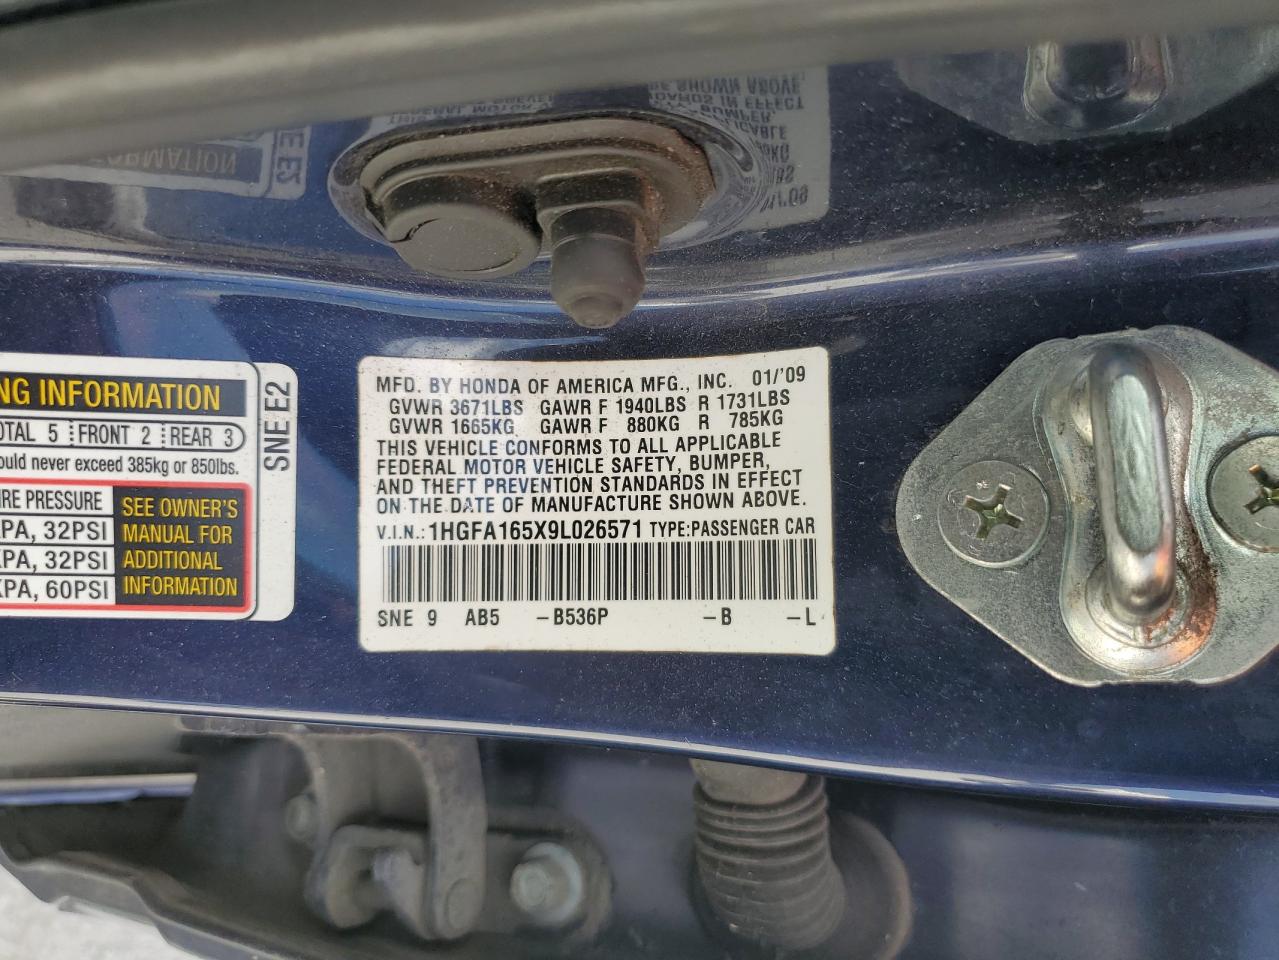 NG INFORMATION
OTAL 5 FRONT 2 REAR 3
ould never exceed 385kg or 850lbs.
IRE PRESSURE
PA, 32PSI
KPA, 32PSI
KPA, 60PSI
SEE OWNER'S
MANUAL FOR
ADDITIONAL
INFORMATION
SNE E2
MFD. BY HONDA OF AMERICA MFG., INC. 01/'09
GVWR 3671LBS GAWR F 1940LBS R 1731LBS
GVWR 1665KG GAWR F 880KG R 785KG
THIS VEHICLE CONFORMS TO ALL APPLICABLE
FEDERAL MOTOR VEHICLE SAFETY, BUMPER,
AND THEFT PREVENTION STANDARDS IN EFFECT
ON THE DATE OF MANUFACTURE SHOWN ABOVE.
V.I.N.: 1HGFA165X9L026571 TYPE:PASSENGER CAR
SNE 9 AB5 -B536P -B -L